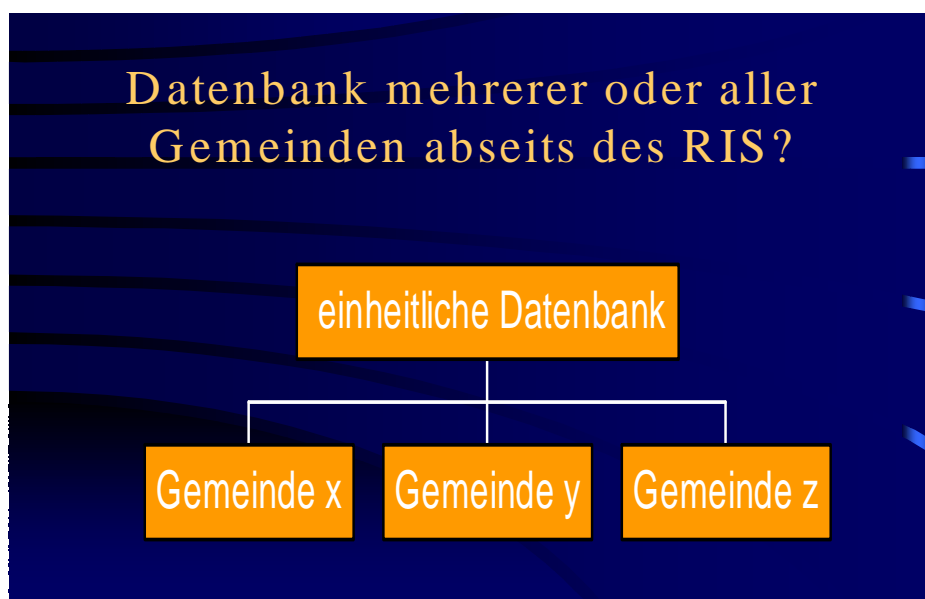 Datenbank mehrerer oder aller
Gemeinden abseits des RIS?
einheitliche Datenbank
Gemeinde x
Gemeinde y
Gemeinde z